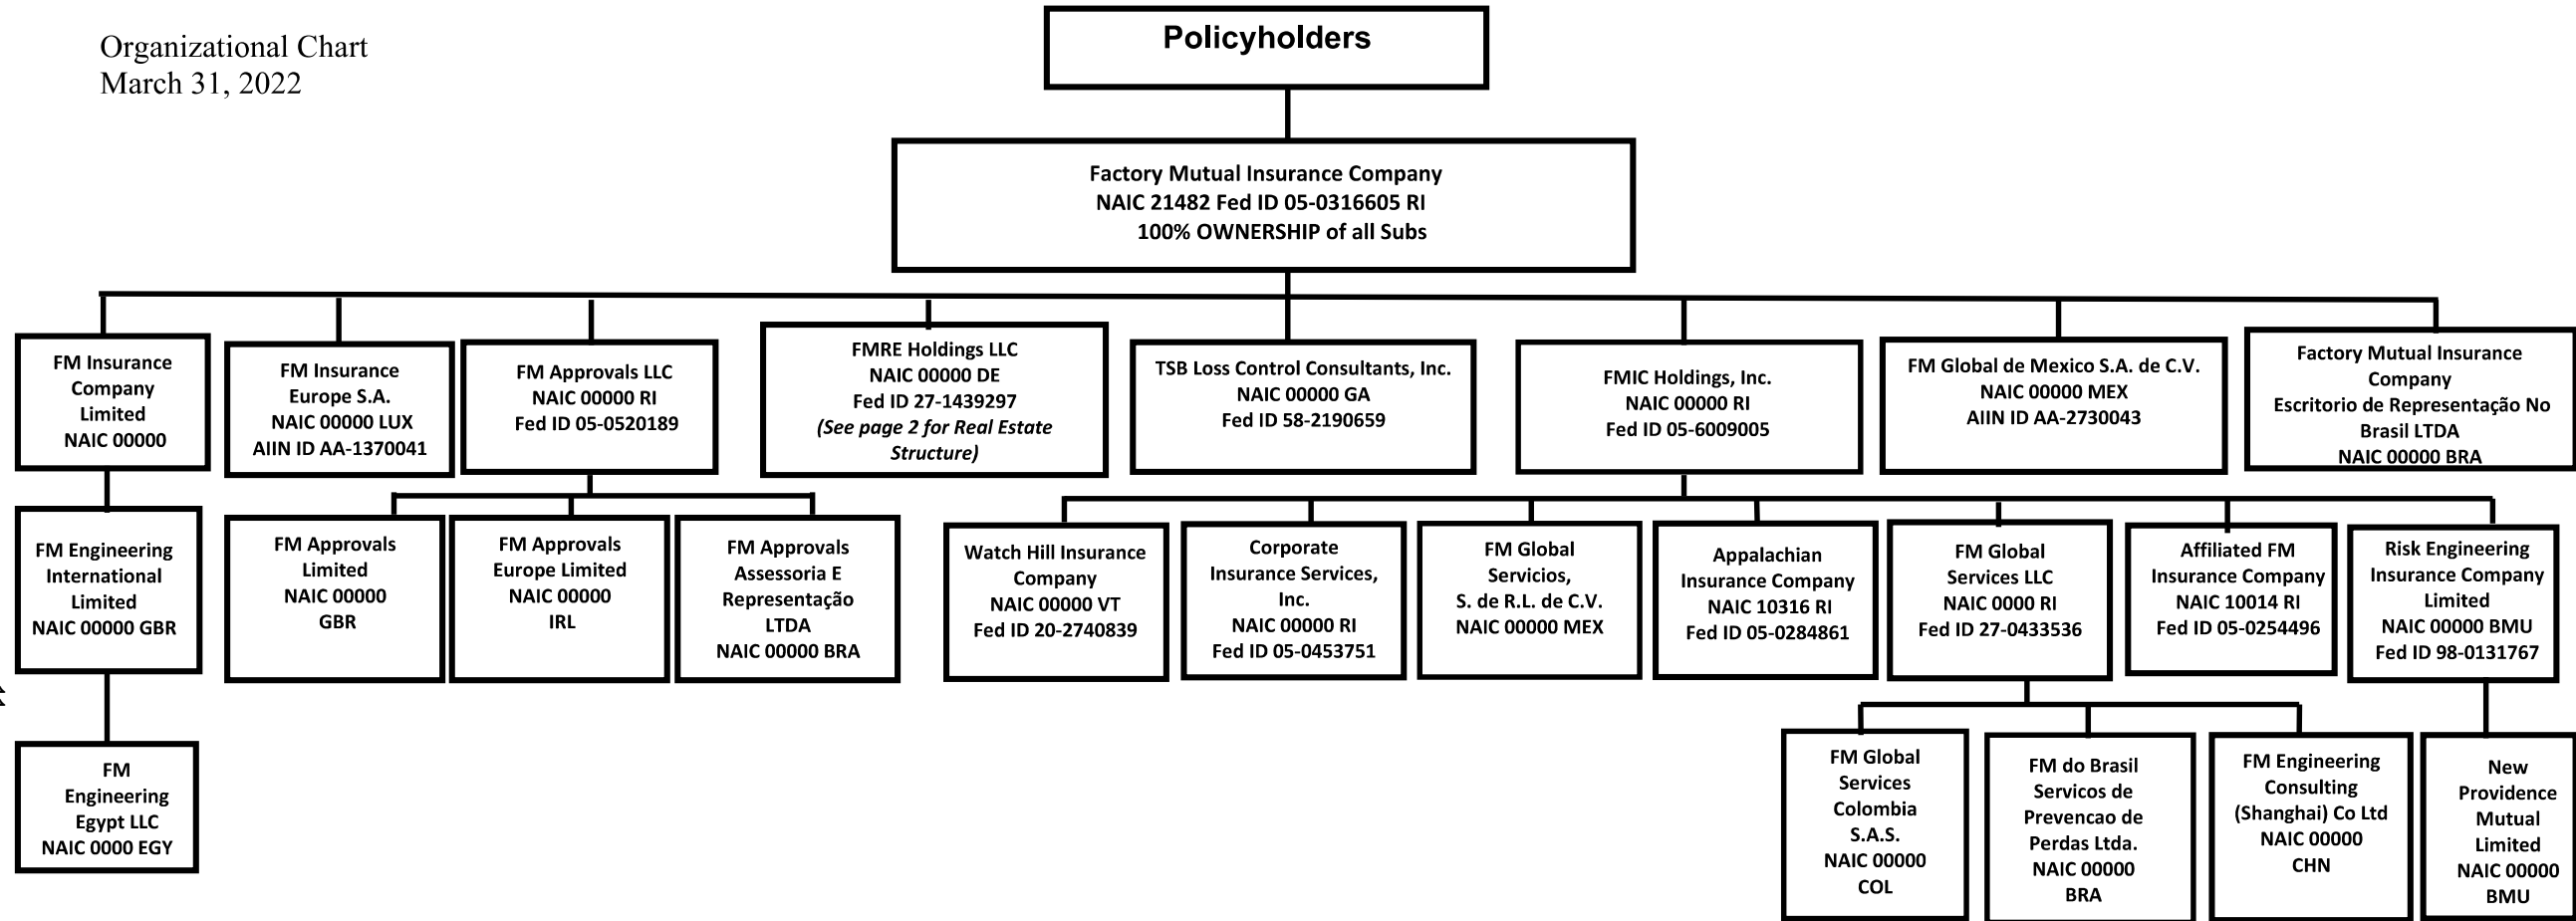 Organizational Chart
March 31, 2022
Policyholders
Factory Mutual Insurance Company
NAIC 21482 Fed ID 05-0316605 RI
100% OWNERSHIP of all Subs
FM Insurance
Company
Limited
NAIC 00000
FM Insurance
Europe S.A.
NAIC 00000 LUX
AIIN ID AA-1370041
FM Approvals LLC
NAIC 00000 RI
Fed ID 05-0520189
FMRE Holdings LLC
NAIC 00000 DE
Fed ID 27-1439297
(See page 2 for Real Estate
Structure)
TSB Loss Control Consultants, Inc.
NAIC 00000 GA
Fed ID 58-2190659
FMIC Holdings, Inc.
NAIC 00000 RI
Fed ID 05-6009005
FM Global de Mexico S.A. de C.V.
NAIC 00000 MEX
AIIN ID AA-2730043
Factory Mutual Insurance
Company
Escritorio de Representação No
Brasil LTDA
NAIC 00000 BRA
FM Engineering
International
Limited
NAIC 00000 GBR
FM Approvals
Limited
NAIC 00000
GBR
FM Approvals
Europe Limited
NAIC 00000
IRL
FM Approvals
Assessoria E
Representação
LTDA
NAIC 00000 BRA
Watch Hill Insurance
Company
NAIC 00000 VT
Fed ID 20-2740839
Corporate
Insurance Services,
Inc.
NAIC 00000 RI
Fed ID 05-0453751
FM Global
Servicios,
S. de R.L. de C.V.
NAIC 00000 MEX
Appalachian
Insurance Company
NAIC 10316 RI
Fed ID 05-0284861
FM Global
Services LLC
NAIC 0000 RI
Fed ID 27-0433536
Affiliated FM
Insurance Company
NAIC 10014 RI
Fed ID 05-0254496
Risk Engineering
Insurance Company
Limited
NAIC 00000 BMU
Fed ID 98-0131767
FM
Engineering
Egypt LLC
NAIC 0000 EGY
FM Global
Services
Colombia
S.A.S.
NAIC 00000
COL
FM do Brasil
Servicos de
Prevencao de
Perdas Ltda.
NAIC 00000
BRA
FM Engineering
Consulting
(Shanghai) Co Ltd
NAIC 00000
CHN
New
Providence
Mutual
Limited
NAIC 00000
BMU